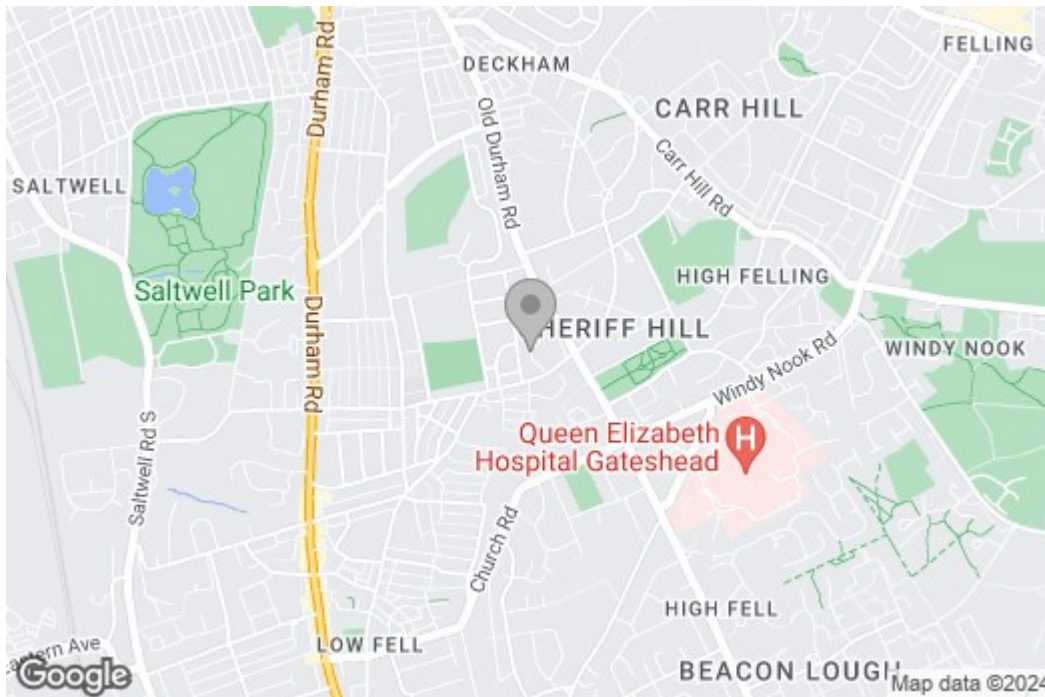 FELLING
DECKHAM
CARR HILL
Durham Rd
Old Durham Rd
Carr Hill Rd
SALTWELL
HIGH FELLING
Saltwell Park
Durham Rd
HERIFF HILL
WINDY NOOK
Windy Nook Rd
Queen Elizabeth
Hospital Gateshead
H
Saltwell Rd S
Church Rd
HIGH FELL
LOW FELL
Eastern Ave
BEACON LOUGH
Google
Map data ©2024